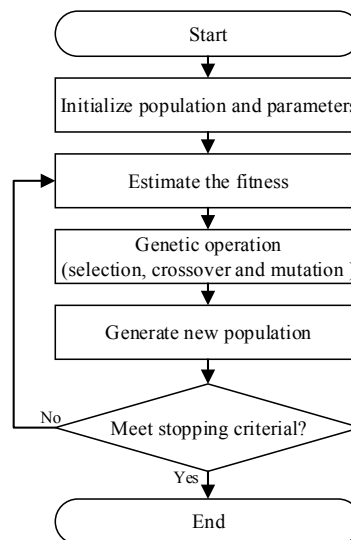 Start
Initialize population and parameters
Estimate the fitness
Genetic operation
(selection, crossover and mutation )
Generate new population
No
Meet stopping criterial?
Yes
End